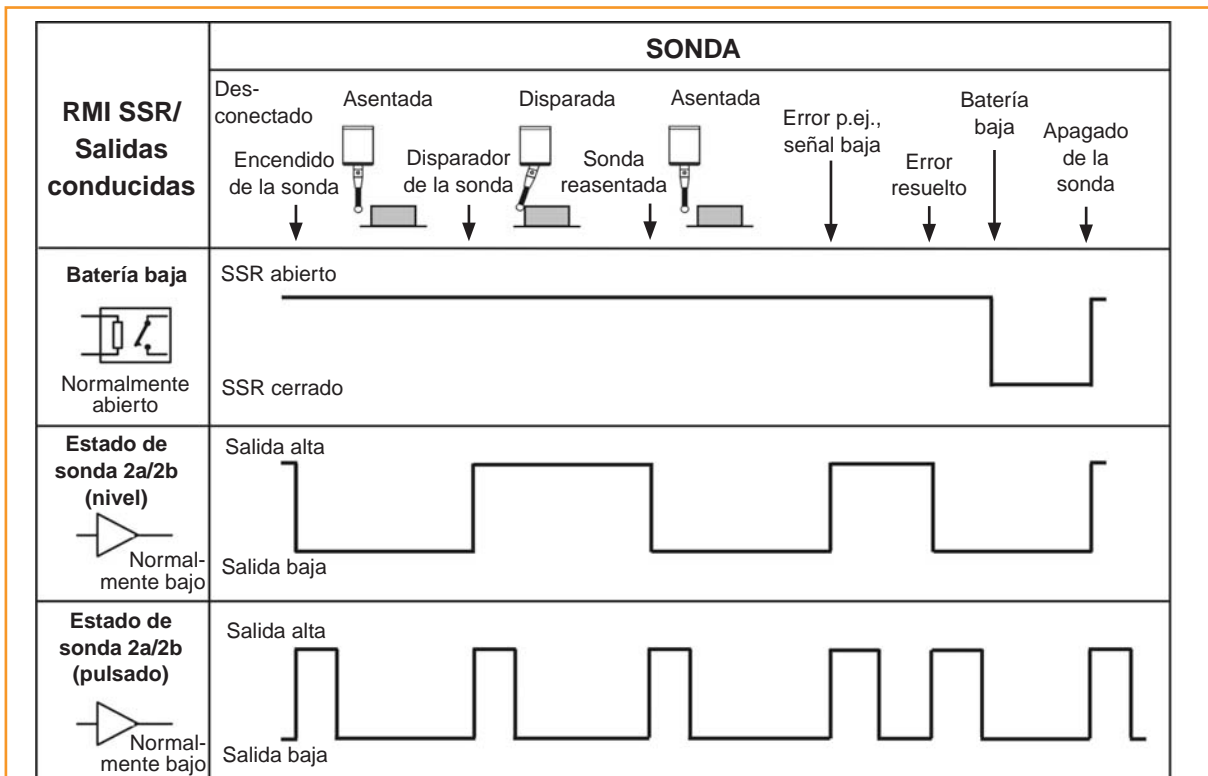 SONDA
RMI SSR/
Salidas
conducidas
Des-
conectado
Encendido
de la sonda
Asentada
Disparador
de la sonda
Disparada
Sonda
reasentada
Asentada
Error p.ej.,
señal baja
Error
resuelto
Batería
baja
Apagado
de la
sonda
Batería baja
Normalmente
abierto
SSR abierto
SSR cerrado
Estado de
sonda 2a/2b
(nivel)
Normal-
mente bajo
Salida alta
Salida baja
Estado de
sonda 2a/2b
(pulsado)
Normal-
mente bajo
Salida alta
Salida baja